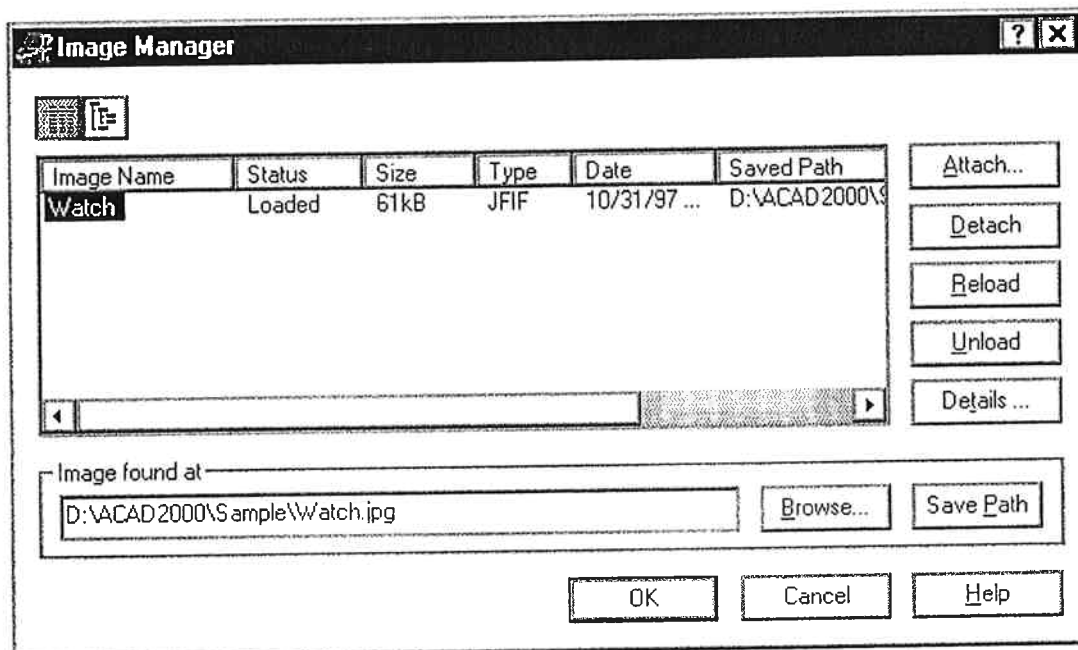 Image Manager
Image Name Status Size Type Date Saved Path
Watch Loaded 61kB JFIF 10/31/97 ... D:\ACAD2000\S
Attach...
Detach
Reload
Unload
Details ...
Image found at
D:\ACAD2000\Sample\Watch.jpg
Browse...
Save Path
OK
Cancel
Help